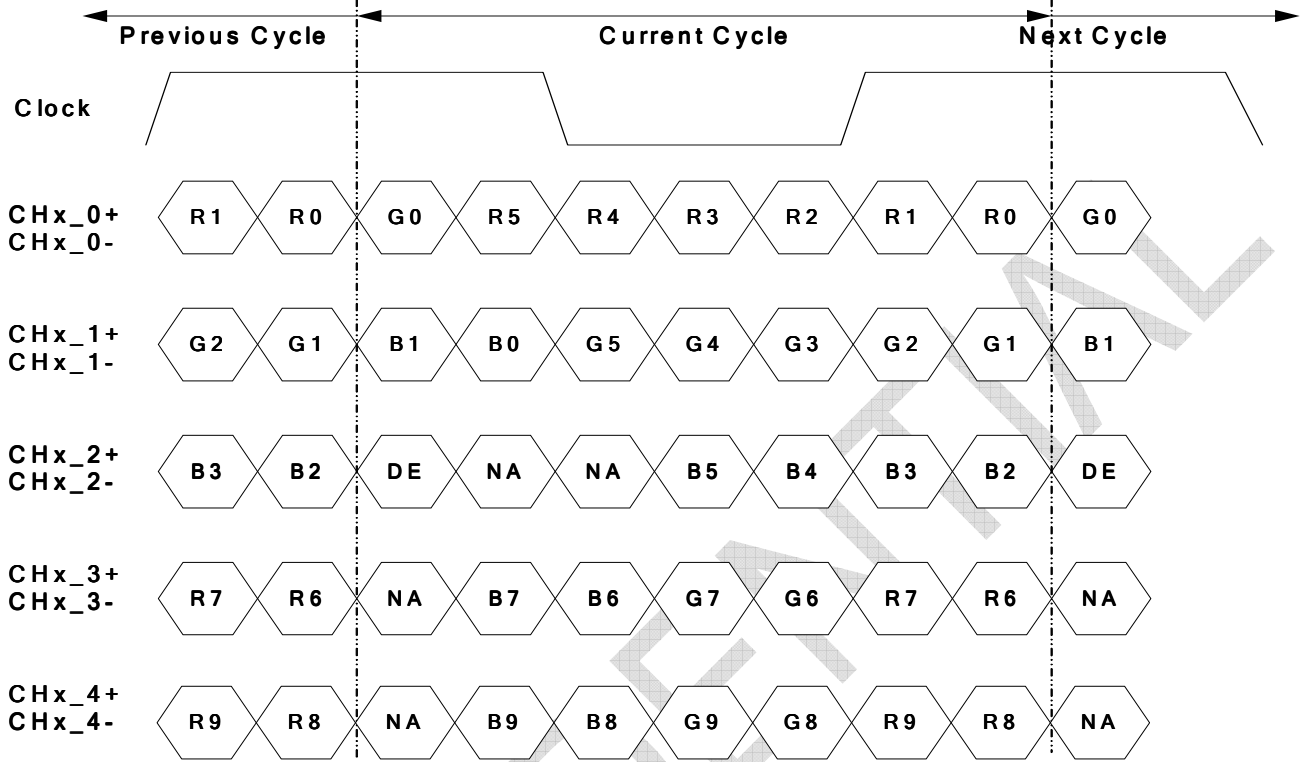 Previous Cycle Current Cycle Next Cycle
Clock
CHx_0+
CHx_0-
R1 R0 G0 R5 R4 R3 R2 R1 R0 G0
CHx_1+
CHx_1-
G2 G1 B1 B0 G5 G4 G3 G2 G1 B1
CHx_2+
CHx_2-
B3 B2 DE NA NA B5 B4 B3 B2 DE
CHx_3+
CHx_3-
R7 R6 NA B7 B6 G7 G6 R7 R6 NA
CHx_4+
CHx_4-
R9 R8 NA B9 B8 G9 G8 R9 R8 NA
ENTIAL